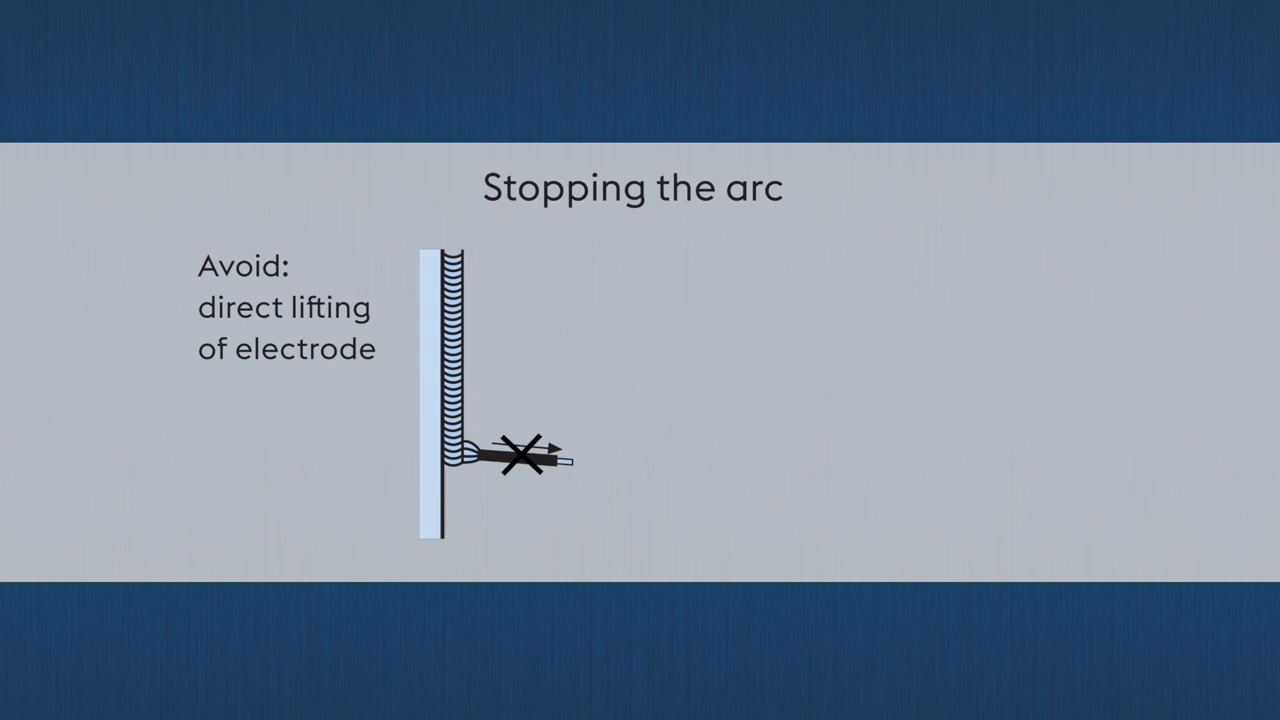 Stopping the arc
Avoid:
direct lifting
of electrode